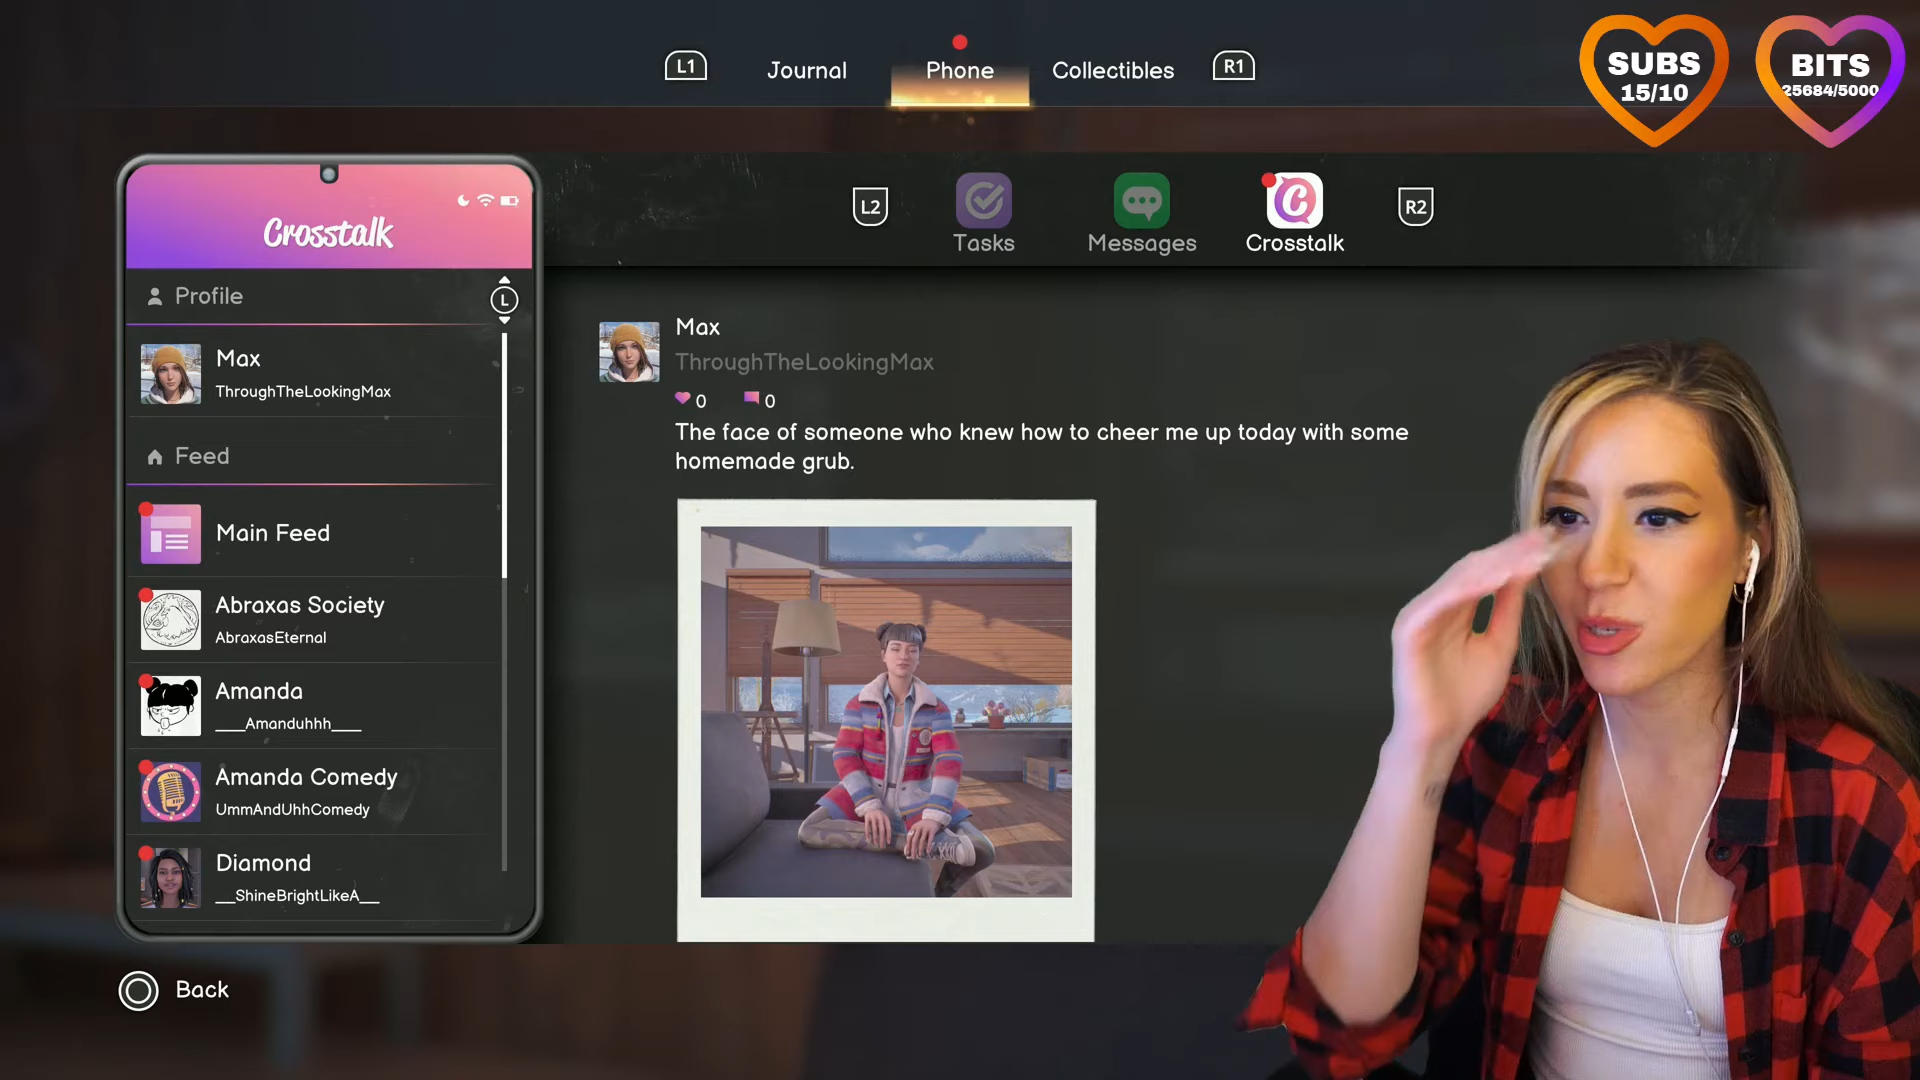 L1
Journal
Phone
Collectibles
R1
SUBS
15/10
BITS
25684/5000
Crosstalk
L2
Tasks
Messages
Crosstalk
R2
Profile
L
Max
ThroughTheLookingMax
Feed
Main Feed
Abraxas Society
AbraxasEternal
Amanda
___Amanduhhh___
Amanda Comedy
UmmAndUhhComedy
Diamond
__ShineBrightLikeA__
Max
ThroughTheLookingMax
0 0
The face of someone who knew how to cheer me up today with some
homemade grub.
Back